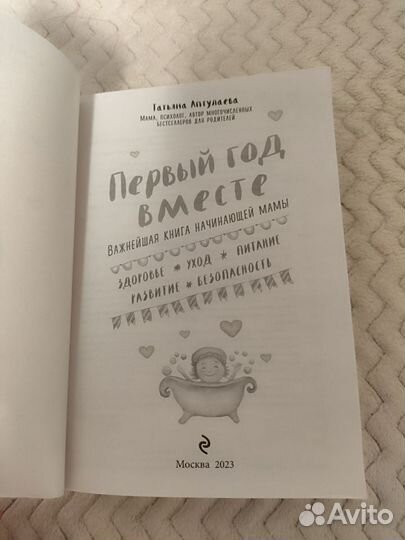 Татьяна Аптулаева
Мама, психолог, автор многочисленных
бестселлеров для родителей
Первый год
вместе
Важнейшая книга начинающей мамы
здоровье * уход * питание
развитие * безопасность
Москва 2023
Avito